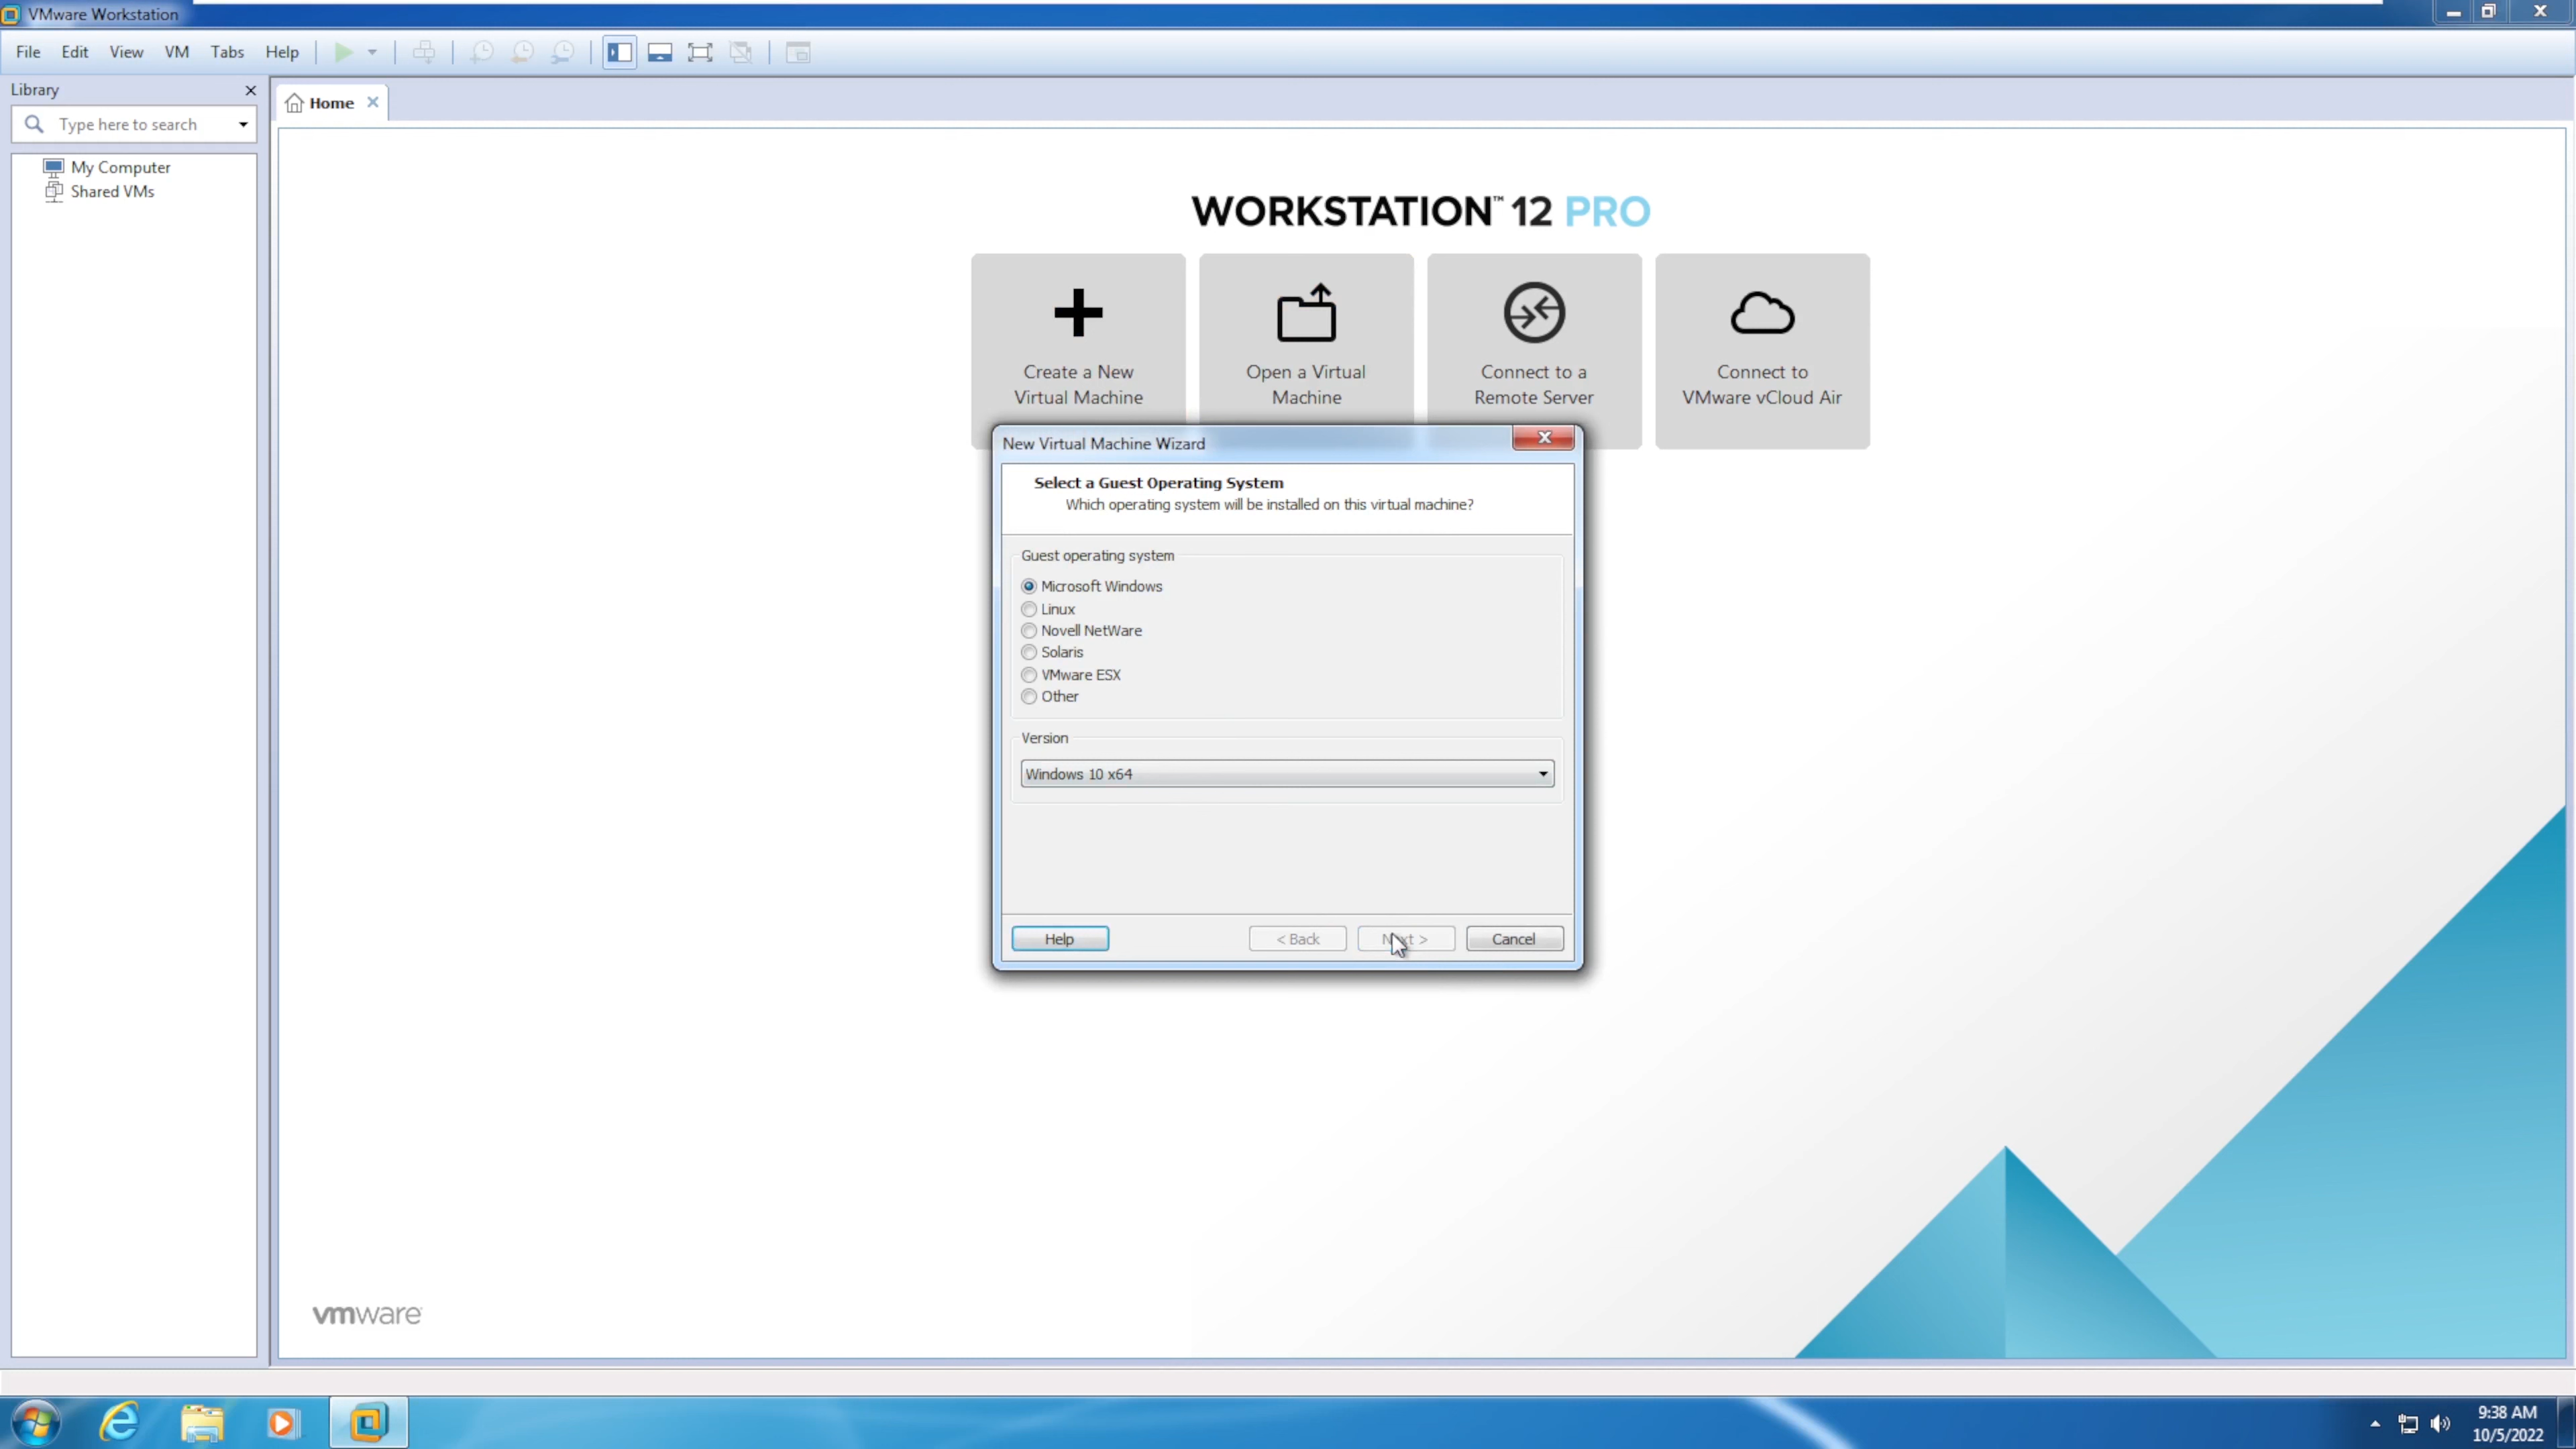 VMware Workstation
File Edit View VM Tabs Help
Library
Type here to search
My Computer
Shared VMs
Home
WORKSTATION™ 12 PRO
Create a New
Virtual Machine
Open a Virtual
Machine
Connect to a
Remote Server
Connect to
VMware vCloud Air
New Virtual Machine Wizard
Select a Guest Operating System
Which operating system will be installed on this virtual machine?
Guest operating system
Microsoft Windows
Linux
Novell NetWare
Solaris
VMware ESX
Other
Version
Windows 10 x64
Help
< Back
Next >
Cancel
vmware
9:38 AM
10/5/2022